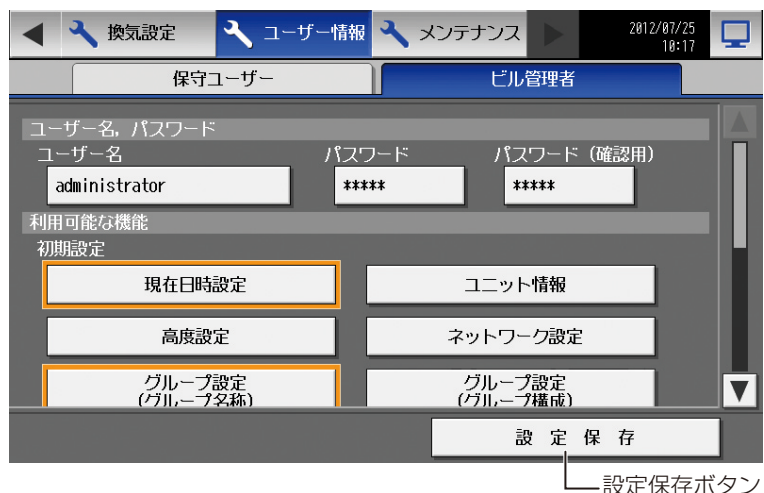 換気設定 ユーザー情報 メンテナンス 2012/07/25
10:17
保守ユーザー ビル管理者
ユーザー名, パスワード
ユーザー名 パスワード パスワード (確認用)
administrator ***** *****
利用可能な機能
初期設定
現在日時設定 ユニット情報
高度設定 ネットワーク設定
グループ設定 グループ設定
(グループ名称) (グループ構成)
設 定 保 存
設定保存ボタン